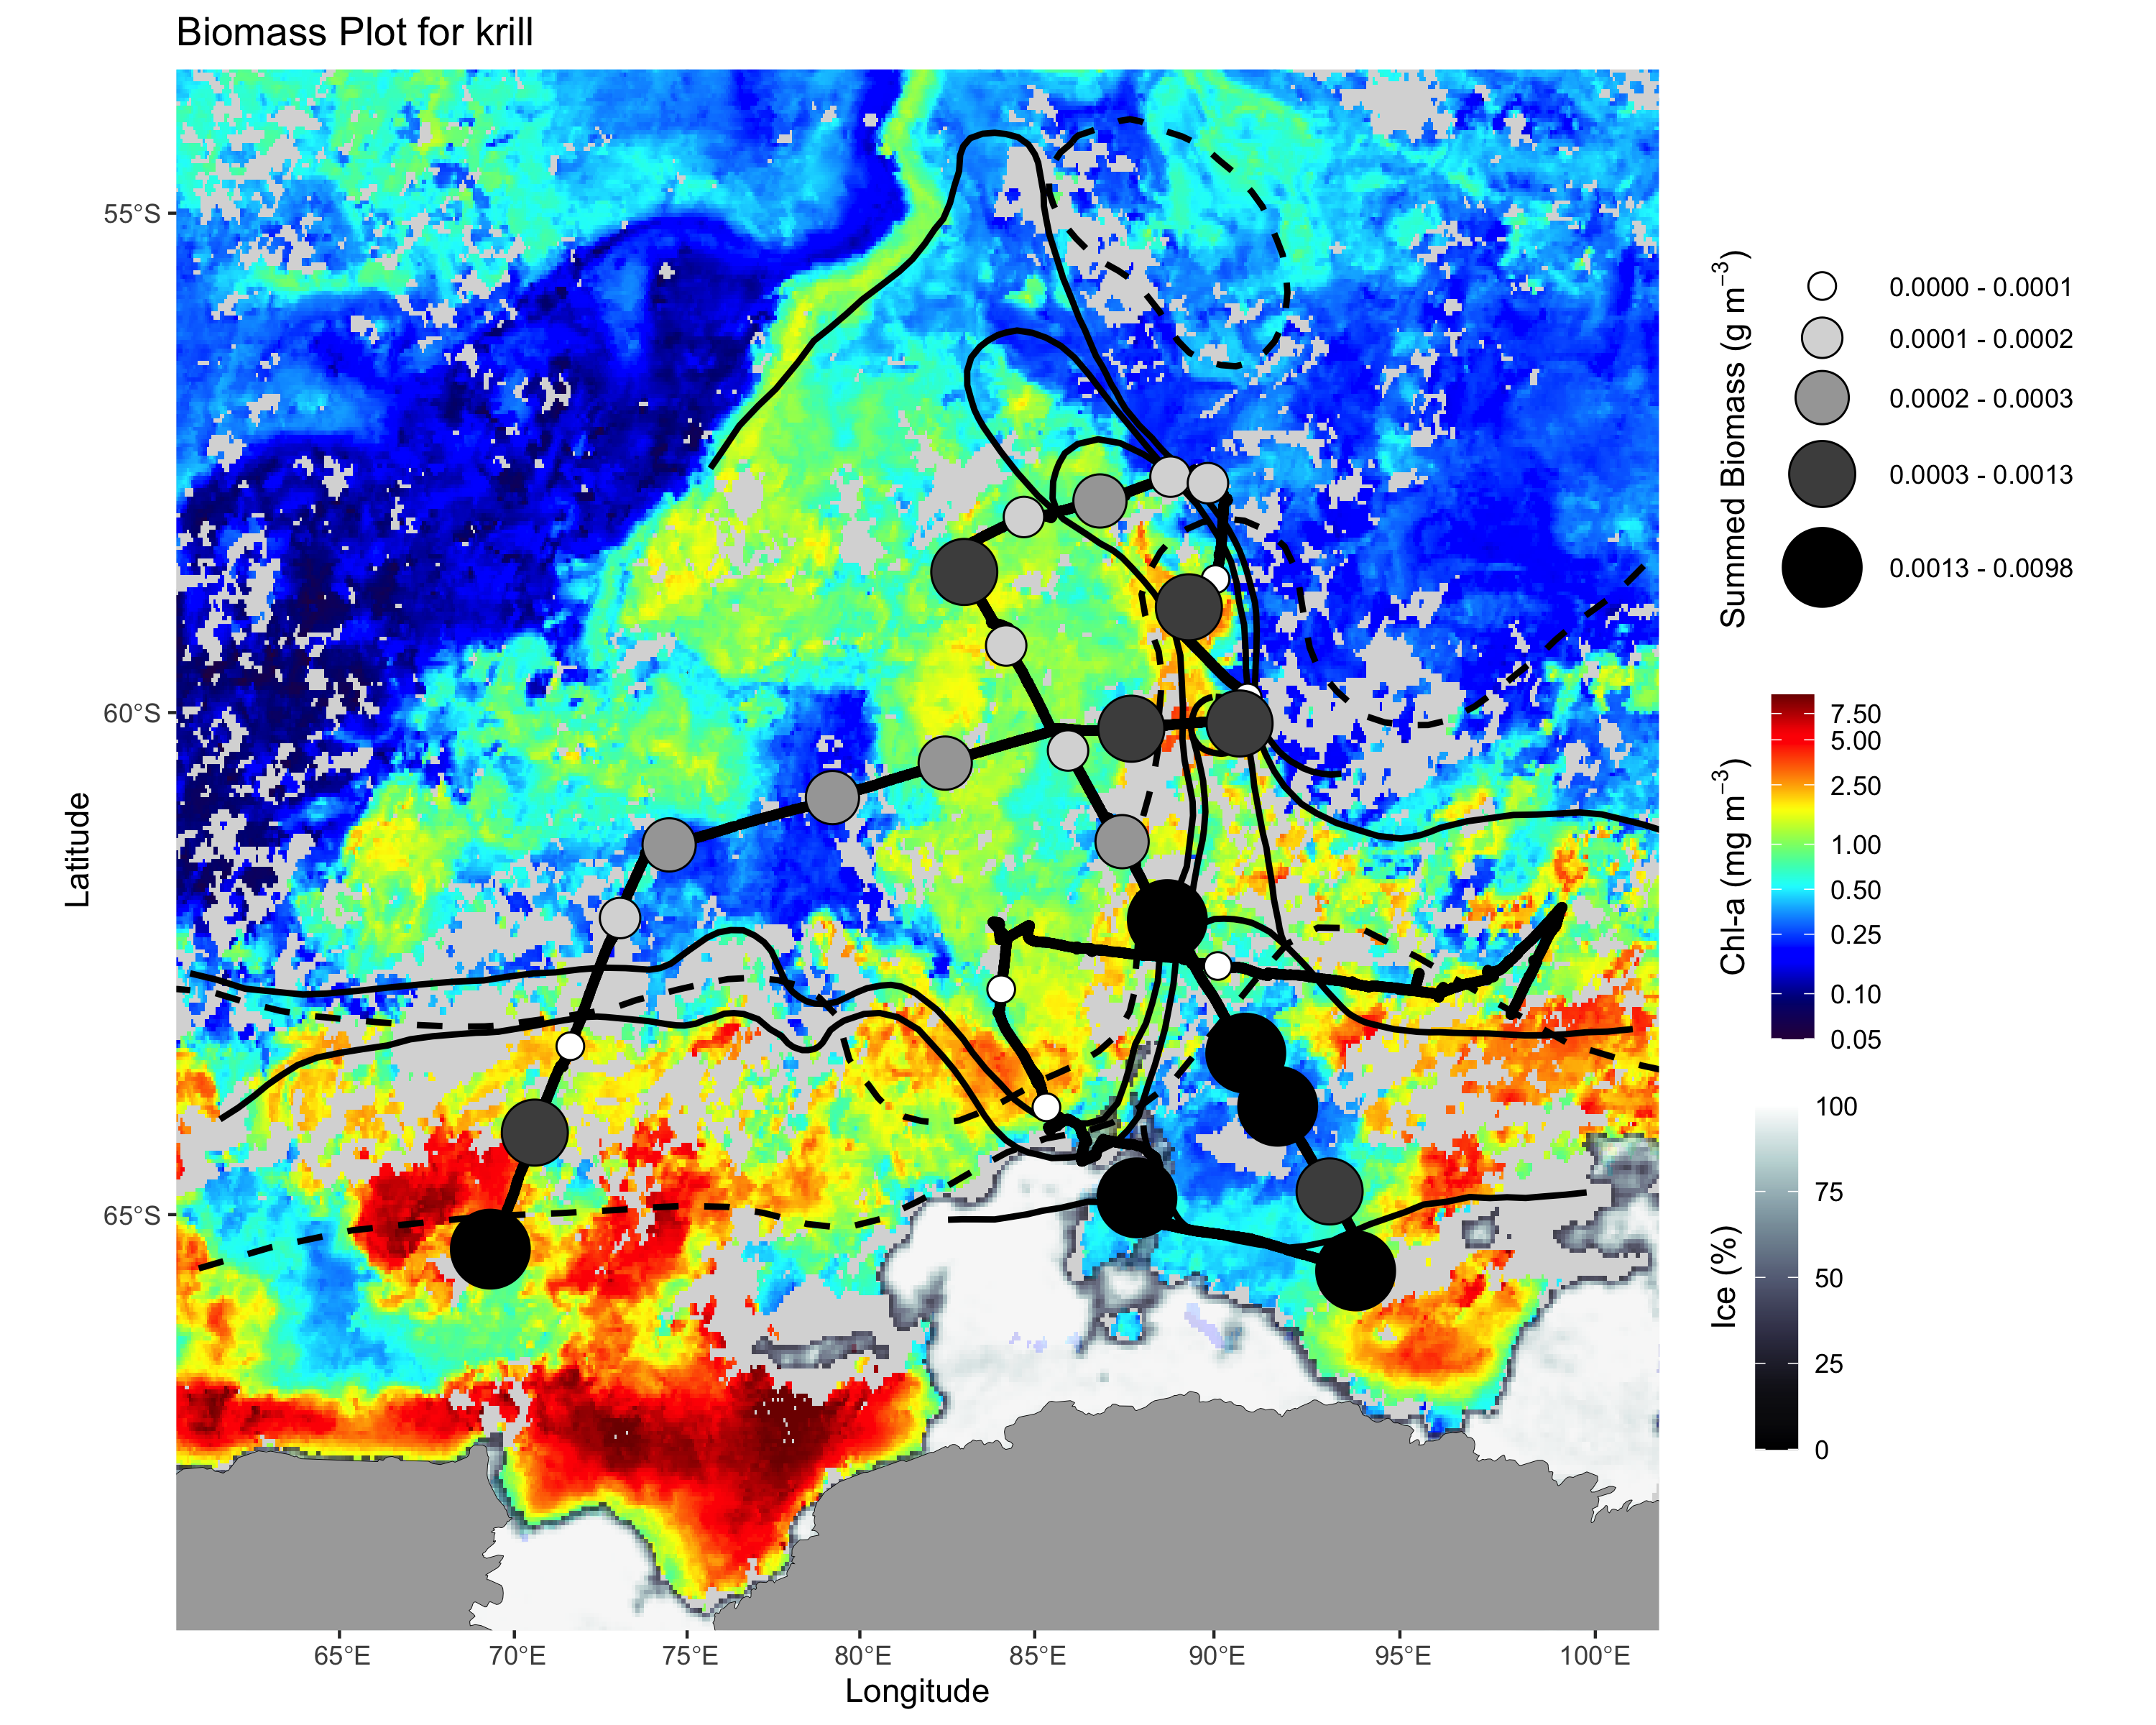 Biomass Plot for krill
55°S
60°S
65°S
Latitude
65°E
70°E
75°E
80°E
85°E
90°E
95°E
100°E
Longitude
Summed Biomass (g m⁻³)
0.0000 - 0.0001
0.0001 - 0.0002
0.0002 - 0.0003
0.0003 - 0.0013
0.0013 - 0.0098
Chl-a (mg m⁻³)
7.50
5.00
2.50
1.00
0.50
0.25
0.10
0.05
Ice (%)
100
75
50
25
0